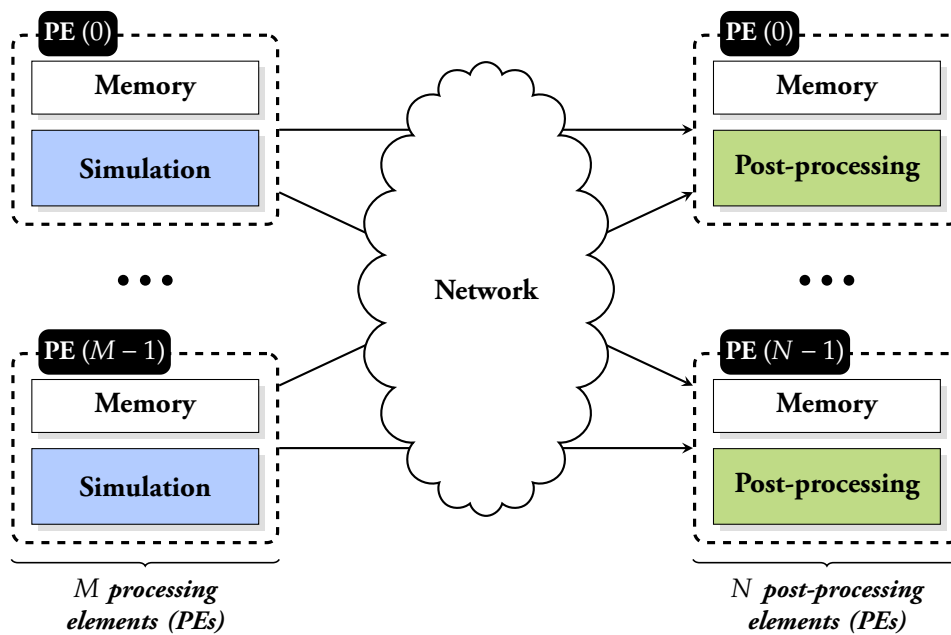 PE (0)
Memory
Simulation
• • •
PE (M − 1)
Memory
Simulation
M processing
elements (PEs)
Network
PE (0)
Memory
Post-processing
• • •
PE (N − 1)
Memory
Post-processing
N post-processing
elements (PEs)